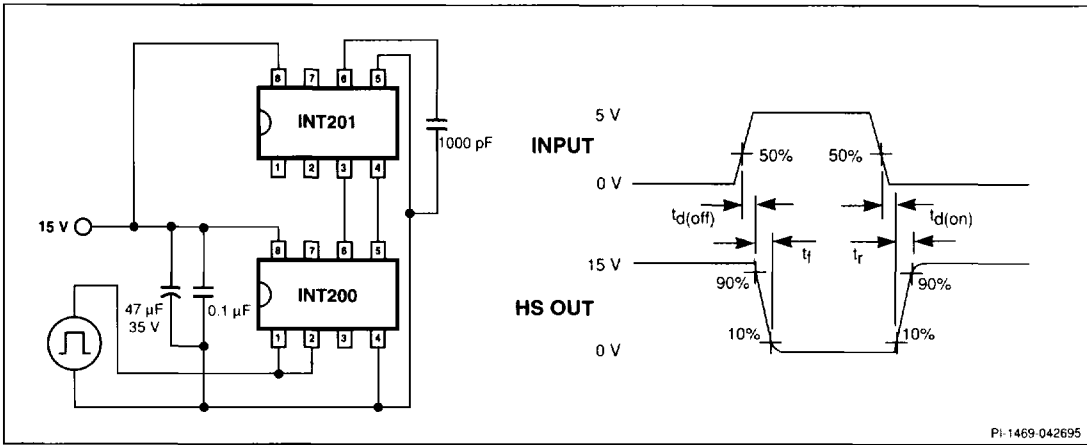 8 7 6 5
INT201
1 2 3 4
1000 pF
15 V
8 7 6 5
INT200
1 2 3 4
47 µF
35 V
0.1 µF
5 V
INPUT
0 V
50%
50%
td(off)
td(on)
tf
tr
15 V
HS OUT
0 V
90%
90%
10%
10%
PI-1469-042695